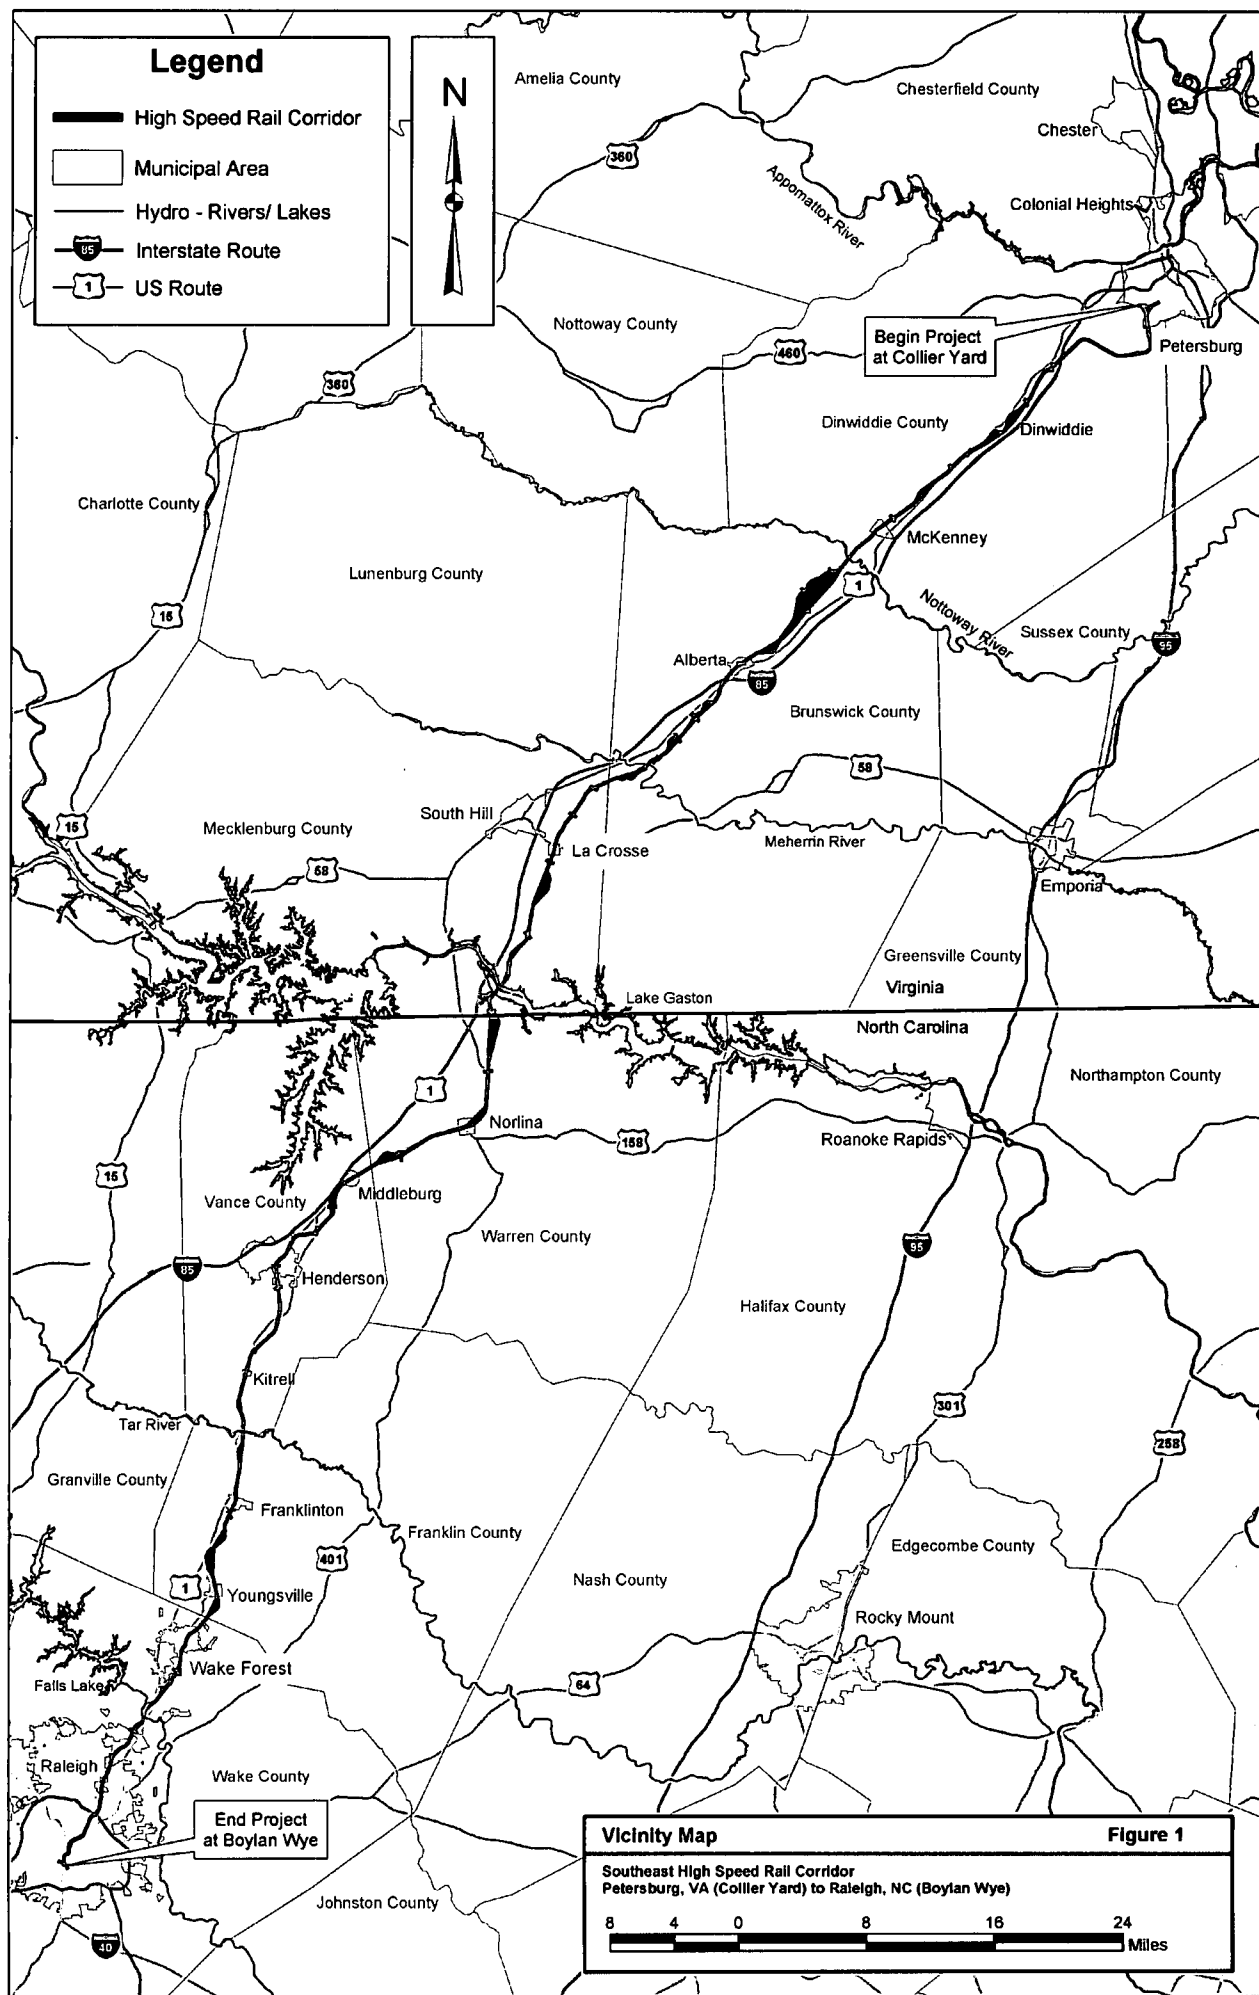 Legend
High Speed Rail Corridor
Municipal Area
Hydro - Rivers/ Lakes
85
Interstate Route
1
US Route
N
Amelia County
Chesterfield County
Chester
360
Appomattox River
Colonial Heights
Nottoway County
Begin Project
at Collier Yard
460
Petersburg
360
Dinwiddie County
Dinwiddie
Charlotte County
McKenney
Lunenburg County
1
15
Nottoway River
Sussex County
95
Alberta
85
Brunswick County
58
South Hill
15
Mecklenburg County
La Crosse
Meherrin River
58
Emporia
Greensville County
Virginia
Lake Gaston
North Carolina
Northampton County
1
Norlina
158
Roanoke Rapids
15
Vance County
Middleburg
Warren County
95
85
Henderson
Halifax County
Kitrell
301
Tar River
258
Granville County
Franklinton
Franklin County
Edgecombe County
401
Nash County
1
Youngsville
Rocky Mount
Wake Forest
Falls Lake
64
Raleigh
Wake County
End Project
at Boylan Wye
Vicinity Map
Figure 1
Southeast High Speed Rail Corridor
Petersburg, VA (Collier Yard) to Raleigh, NC (Boylan Wye)
Johnston County
8 4 0 8 16 24
Miles
40